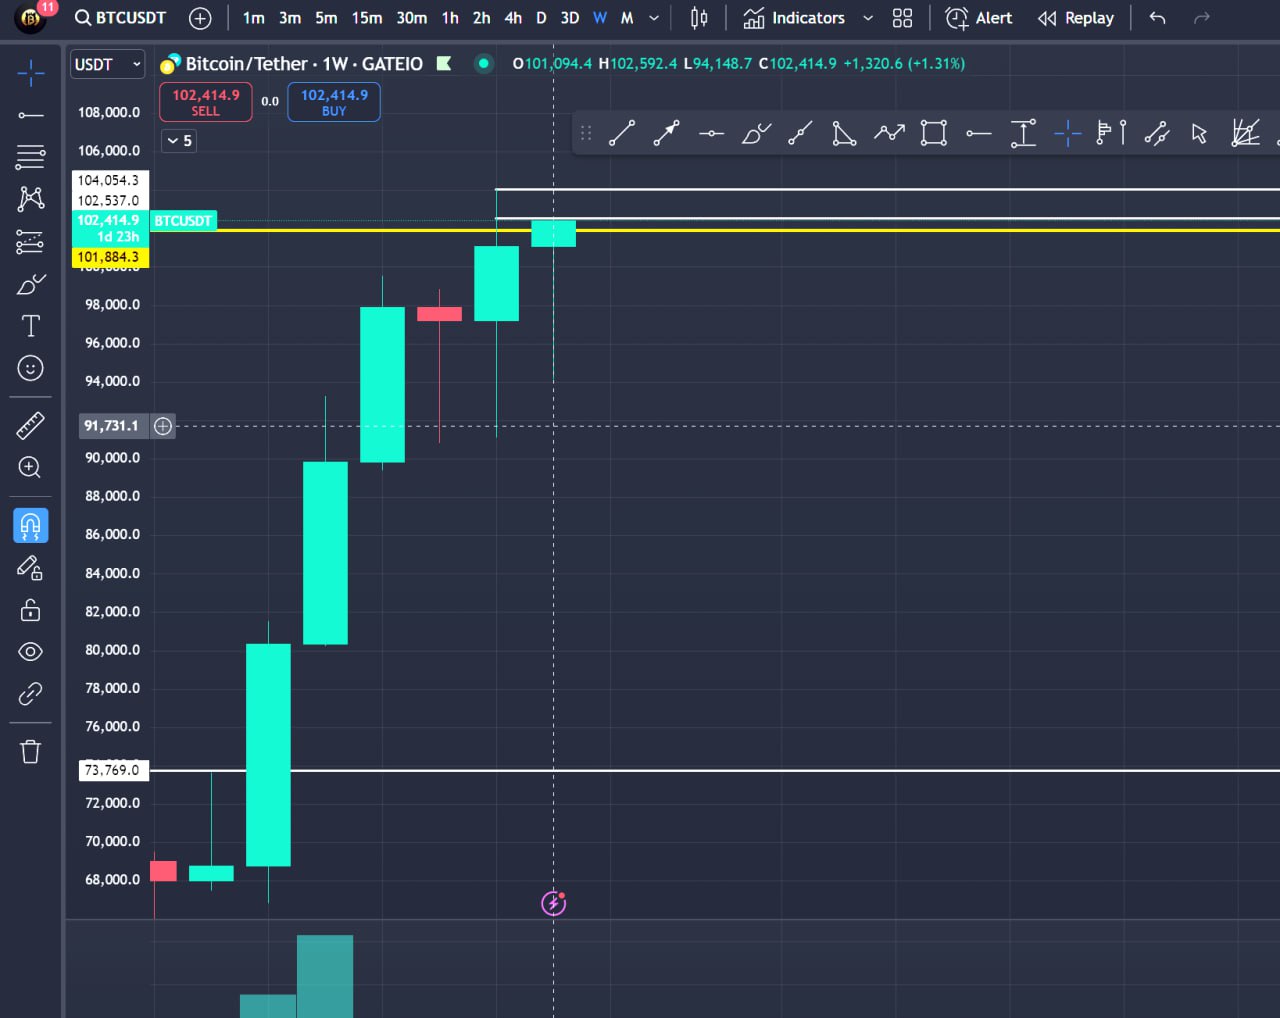 11
BTCUSDT
1m 3m 5m 15m 30m 1h 2h 4h D 3D W M
Indicators
Alert
Replay
USDT
Bitcoin/Tether · 1W · GATEIO
O101,094.4 H102,592.4 L94,148.7 C102,414.9 +1,320.6 (+1.31%)
102,414.9
SELL
0.0
102,414.9
BUY
5
108,000.0
106,000.0
104,054.3
102,537.0
102,414.9
BTCUSDT
1d 23h
101,884.3
98,000.0
96,000.0
94,000.0
91,731.1
90,000.0
88,000.0
86,000.0
84,000.0
82,000.0
80,000.0
78,000.0
76,000.0
73,769.0
72,000.0
70,000.0
68,000.0